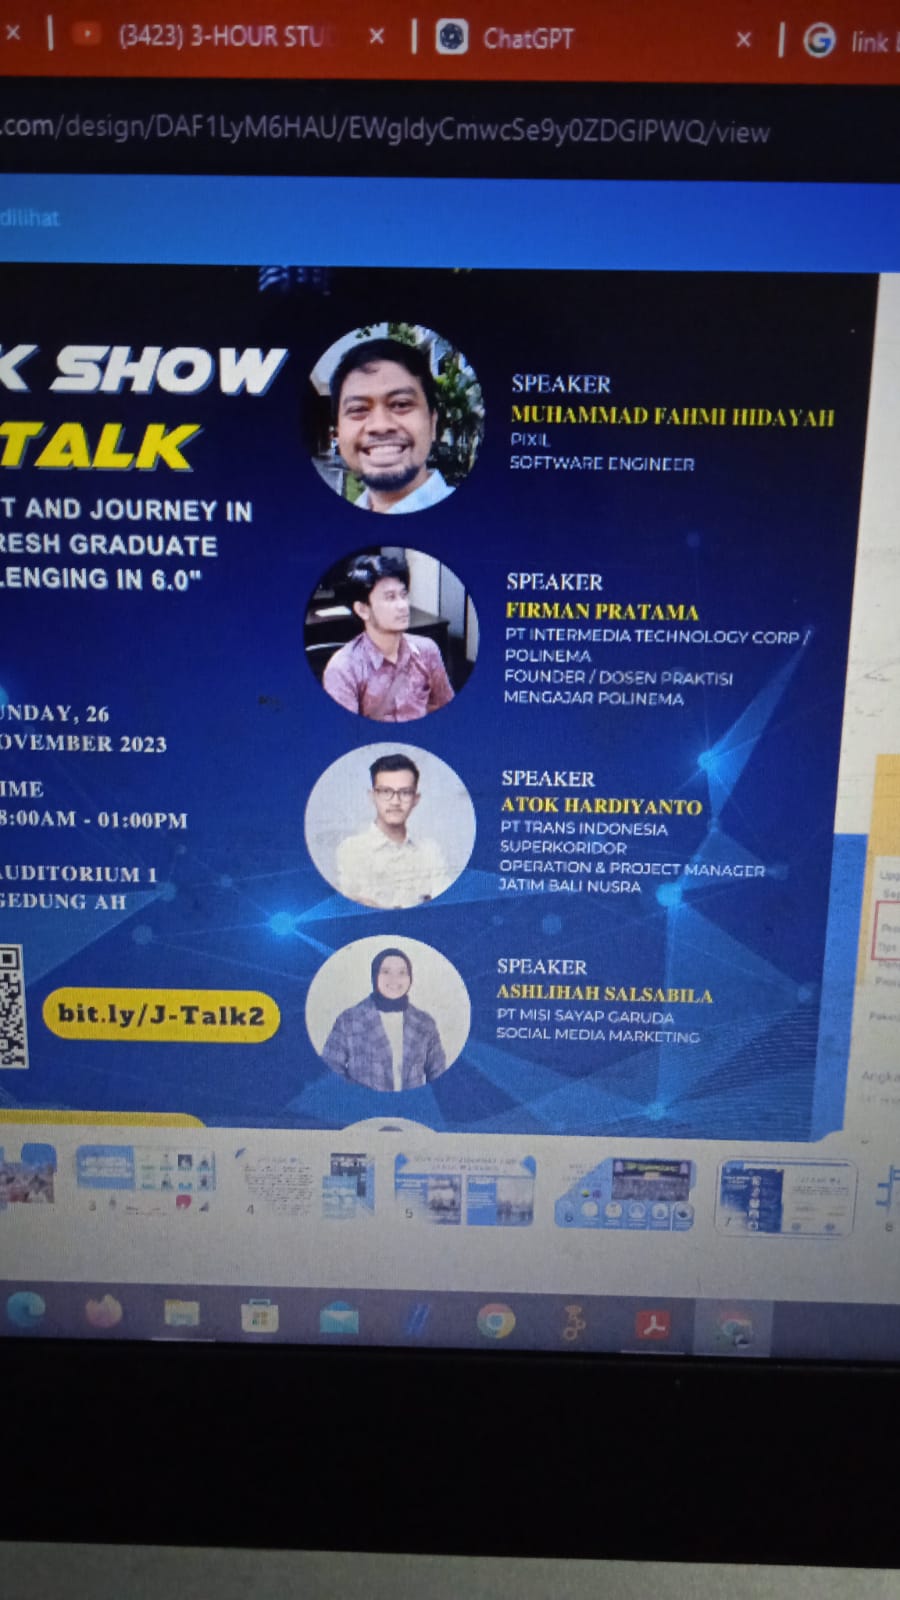 (3423) 3-HOUR STU
ChatGPT
link
.com/design/DAF1LyM6HAU/EWgIdyCmwcSe9y0ZDGIPWQ/view
dilihat
K SHOW
TALK
T AND JOURNEY IN
RESH GRADUATE
LENGING IN 6.0"
UNDAY, 26
OVEMBER 2023
IME
8:00AM - 01:00PM
AUDITORIUM 1
GEDUNG AH
bit.ly/J-Talk2
SPEAKER
MUHAMMAD FAHMI HIDAYAH
PIXIL
SOFTWARE ENGINEER
SPEAKER
FIRMAN PRATAMA
PT INTERMEDIA TECHNOLOGY CORP /
POLINEMA
FOUNDER / DOSEN PRAKTISI
MENGAJAR POLINEMA
SPEAKER
ATOK HARDIYANTO
PT TRANS INDONESIA
SUPERKORIDOR
OPERATION & PROJECT MANAGER
JATIM BALI NUSRA
SPEAKER
ASHLIHAH SALSABILA
PT MISI SAYAP GARUDA
SOCIAL MEDIA MARKETING
3
4
5
6
7
8